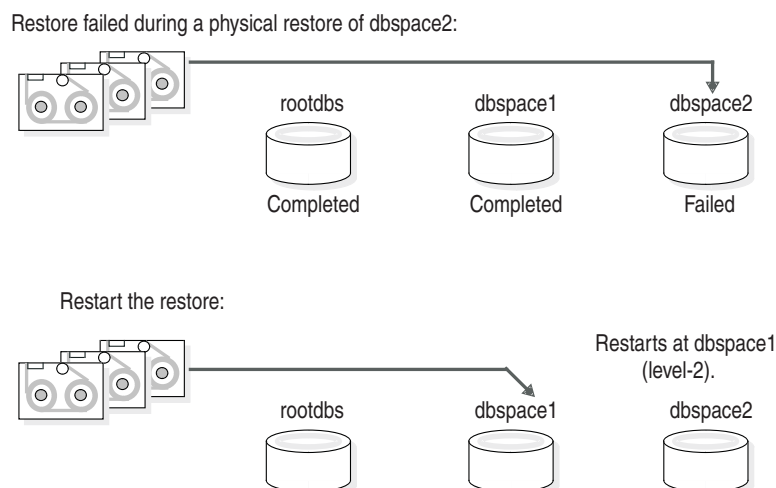 Restore failed during a physical restore of dbspace2:
rootdbs dbspace1 dbspace2
Completed Completed Failed
Restart the restore:
Restarts at dbspace1
(level-2).
rootdbs dbspace1 dbspace2